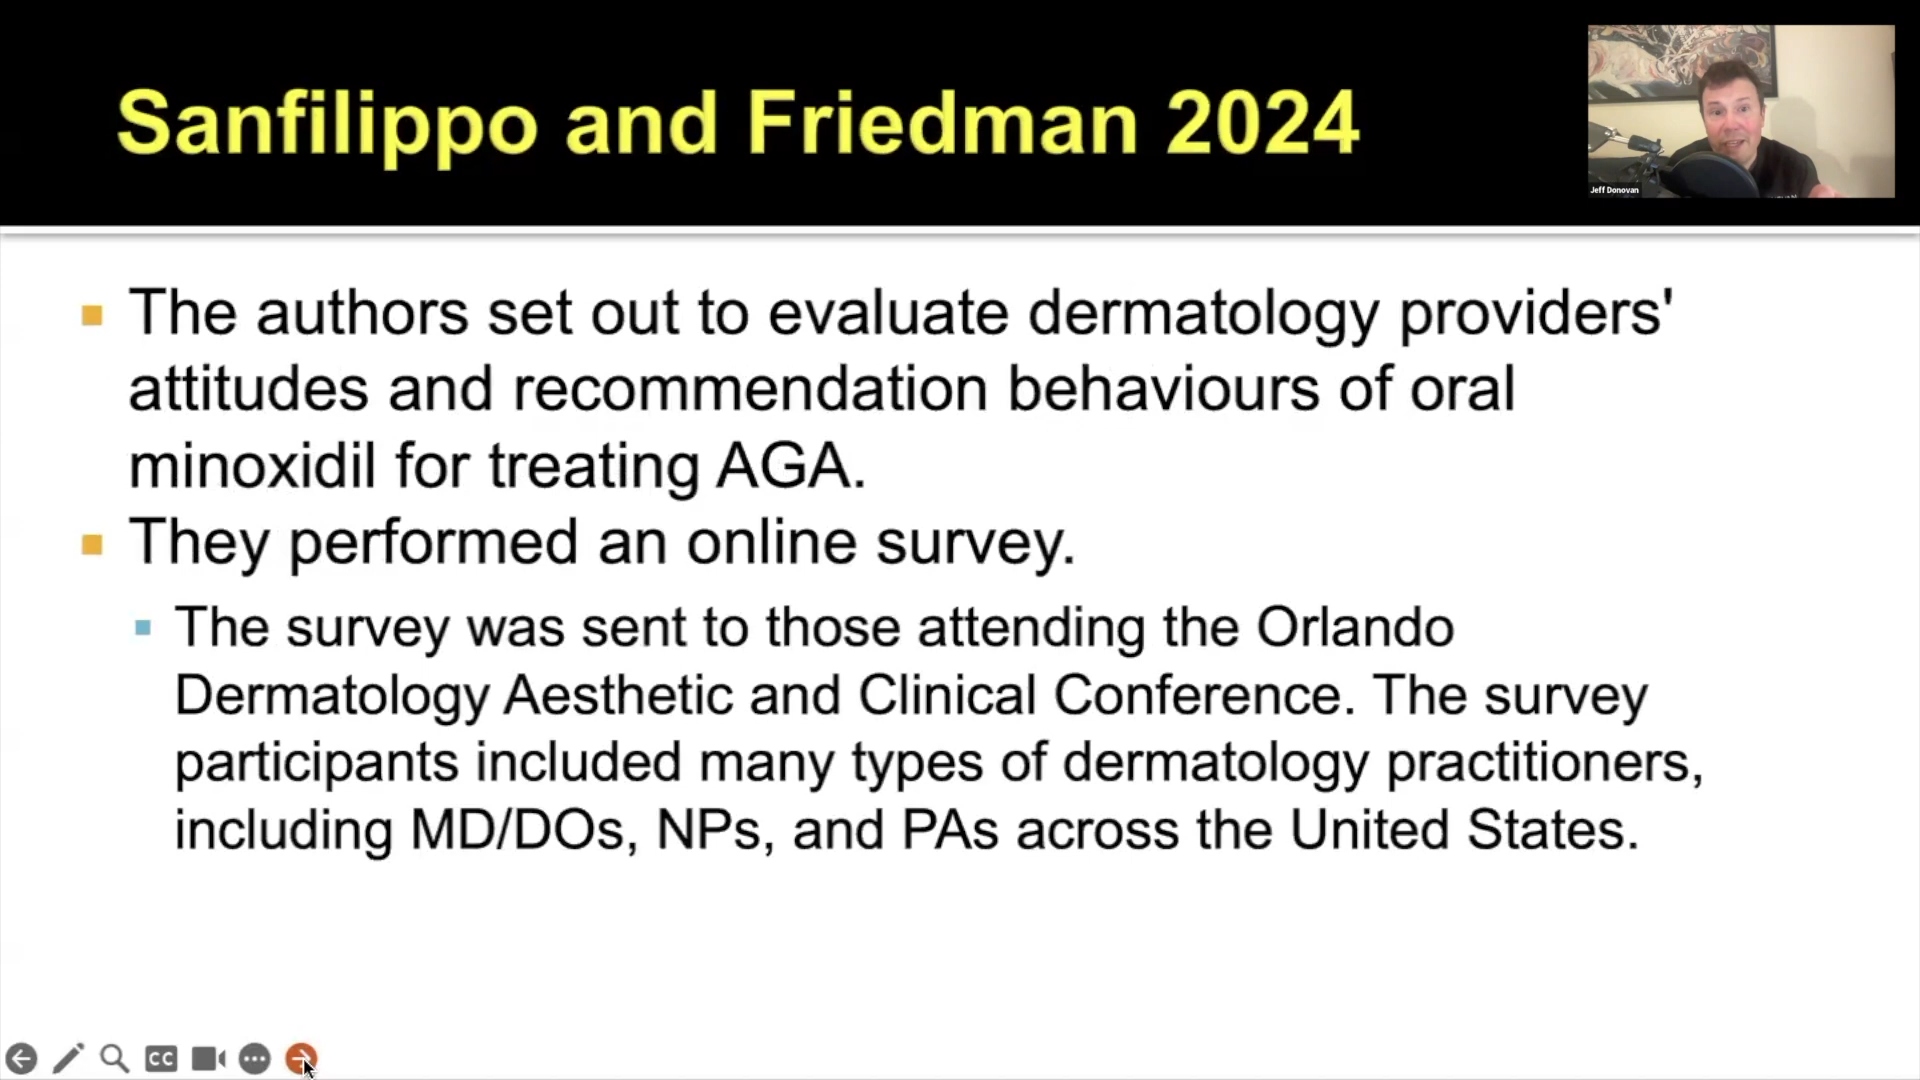 Sanfilippo and Friedman 2024
Jeff Donovan
The authors set out to evaluate dermatology providers'
attitudes and recommendation behaviours of oral
minoxidil for treating AGA.
They performed an online survey.
The survey was sent to those attending the Orlando
Dermatology Aesthetic and Clinical Conference. The survey
participants included many types of dermatology practitioners,
including MD/DOs, NPs, and PAs across the United States.
CC